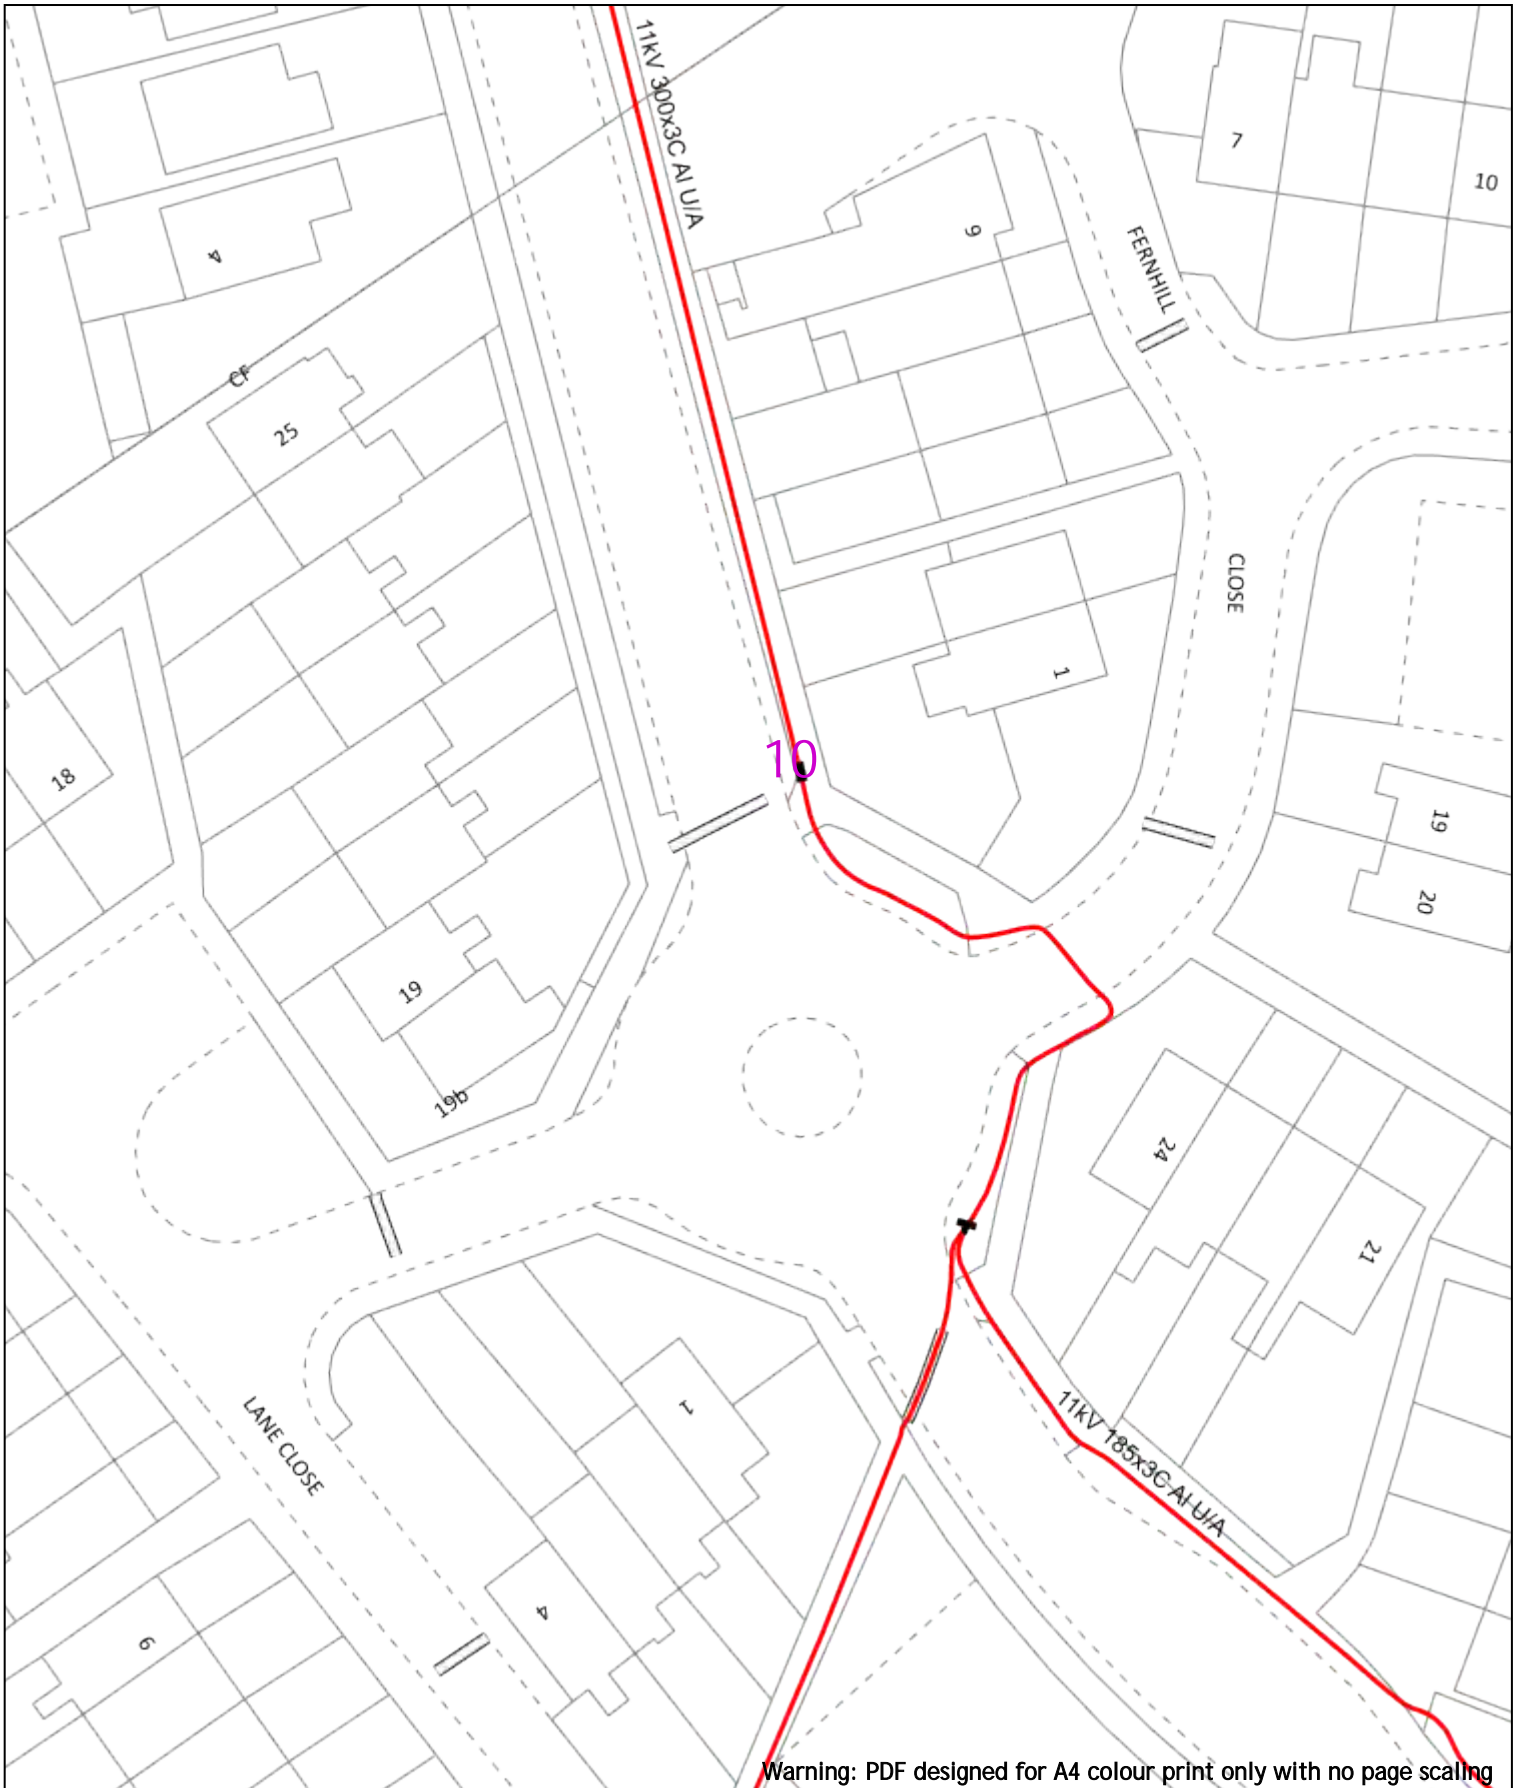 11kV 300x3C Al U/A
7
10
4
9
FERNHILL
CF
25
CLOSE
1
10
18
19
20
19
19b
24
21
1
11kV 185x3C Al U/A
LANE CLOSE
4
6
Warning: PDF designed for A4 colour print only with no page scaling